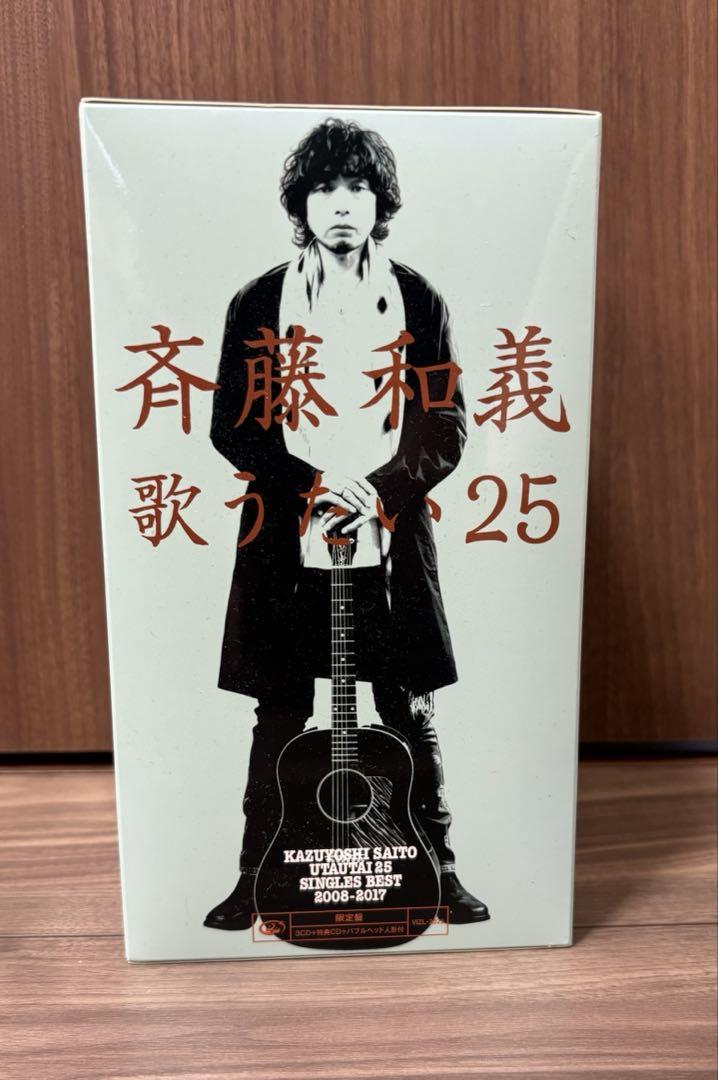 斉藤和義
歌うたい25
KAZUYOSHI SAITO
UTAUTAI 25
SINGLES BEST
2008-2017
限定盤
3CD+特典CD+バブルヘッド人形付